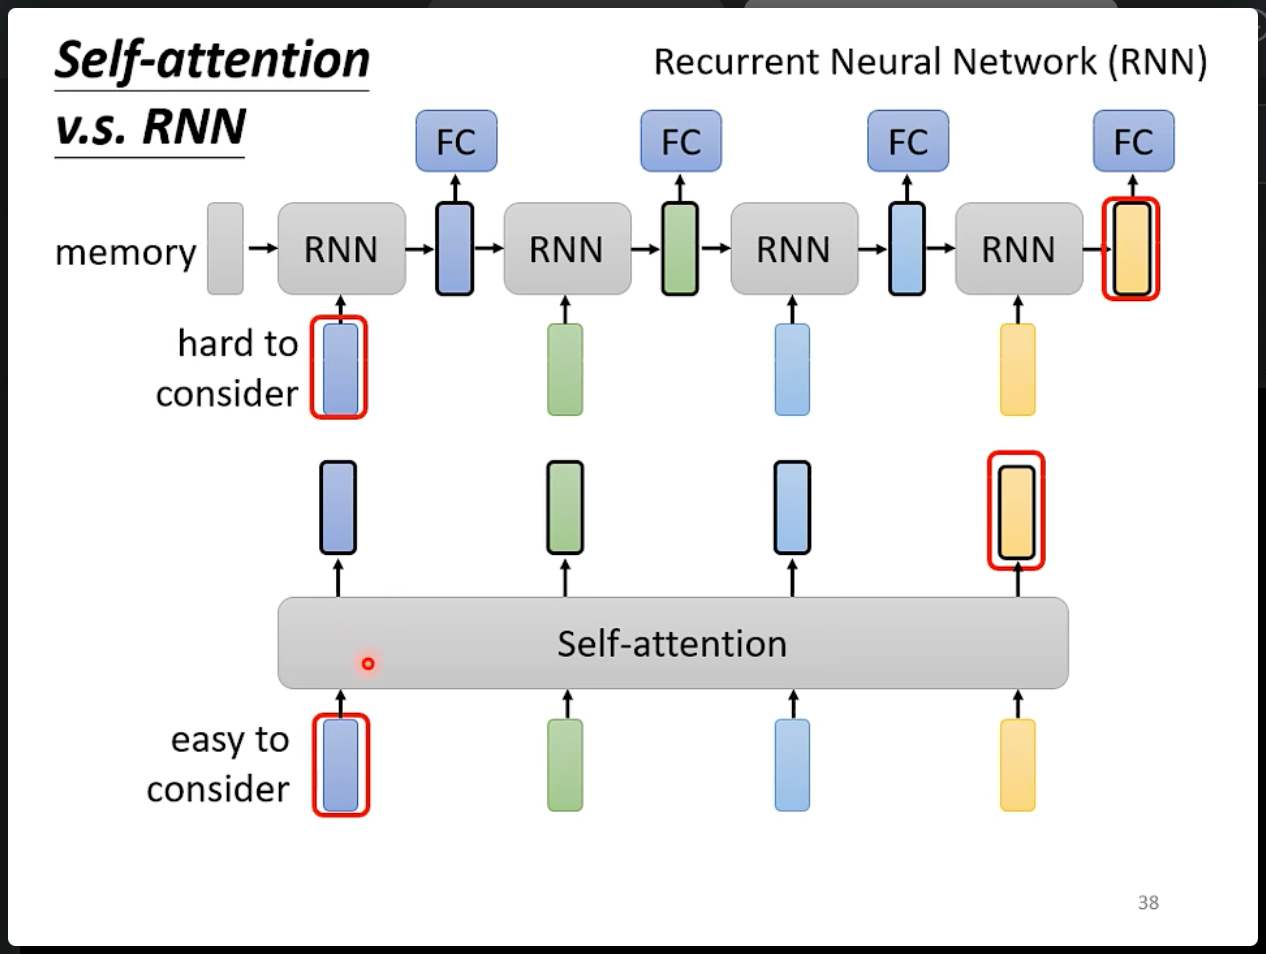 Self-attention
v.s. RNN
Recurrent Neural Network (RNN)
FC FC FC FC
memory RNN RNN RNN RNN
hard to
consider
Self-attention
easy to
consider
38